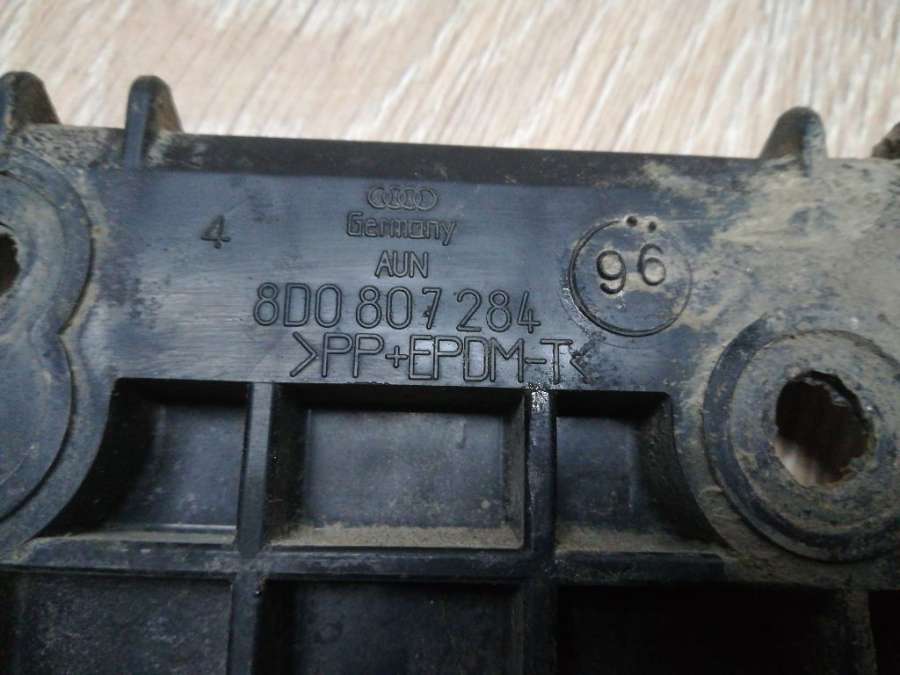 4
Germany
AUN
8D0 807 284
>PP+EPDM-T<
96